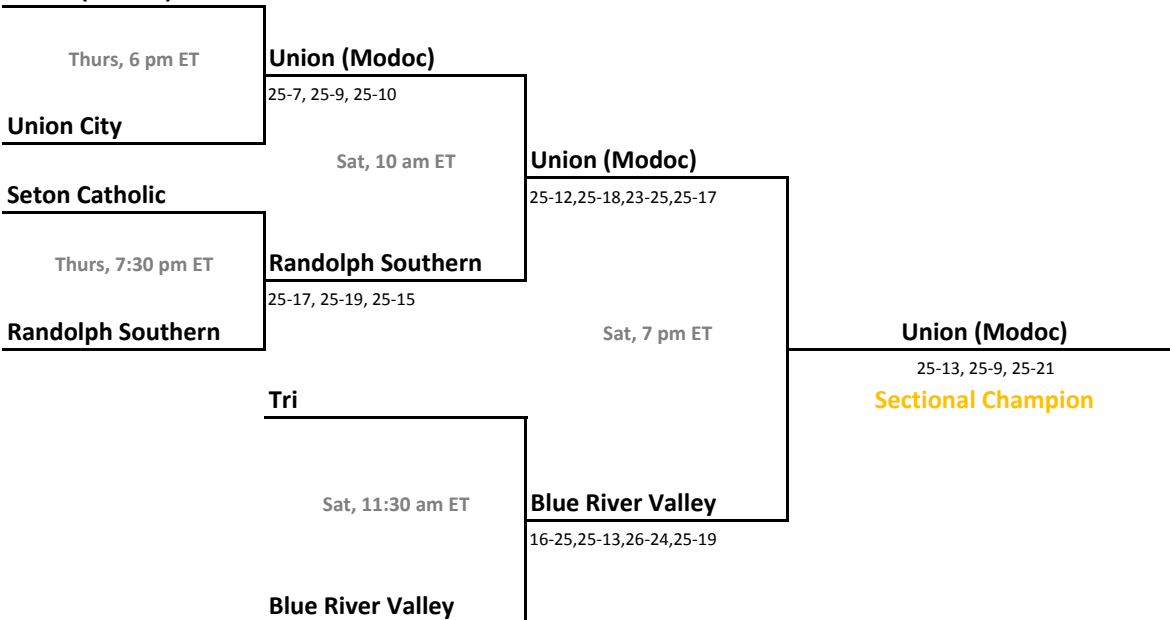 Thurs, 6 pm ET
Union (Modoc)
25-7, 25-9, 25-10
Union City
Sat, 10 am ET
Union (Modoc)
Seton Catholic
25-12,25-18,23-25,25-17
Thurs, 7:30 pm ET
Randolph Southern
25-17, 25-19, 25-15
Randolph Southern
Sat, 7 pm ET
Union (Modoc)
25-13, 25-9, 25-21
Tri
Sectional Champion
Sat, 11:30 am ET
Blue River Valley
16-25,25-13,26-24,25-19
Blue River Valley